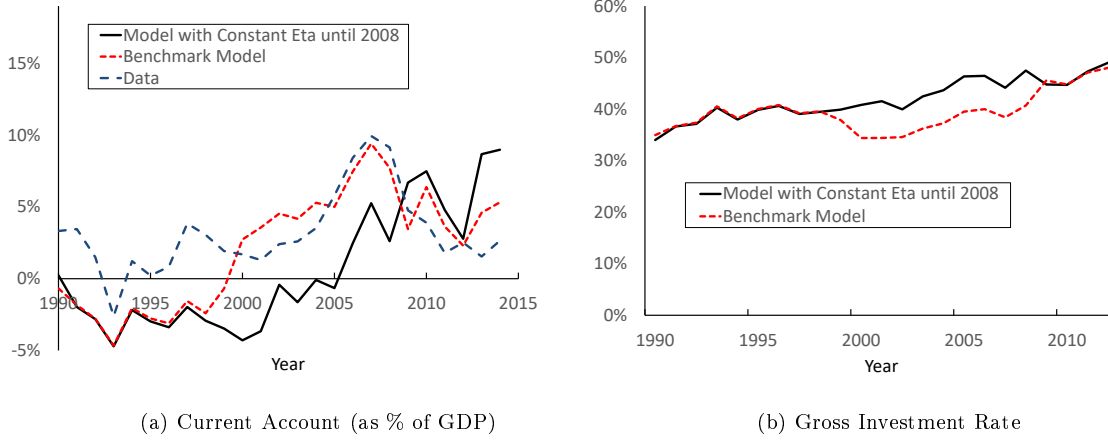 Model with Constant Eta until 2008
Benchmark Model
Data
15%
10%
5%
0%
-5%
1990
1995
2000
2005
2010
2015
Year
(a) Current Account (as % of GDP)
60%
50%
40%
30%
20%
10%
0%
Model with Constant Eta until 2008
Benchmark Model
1990
1995
2000
2005
2010
Year
(b) Gross Investment Rate